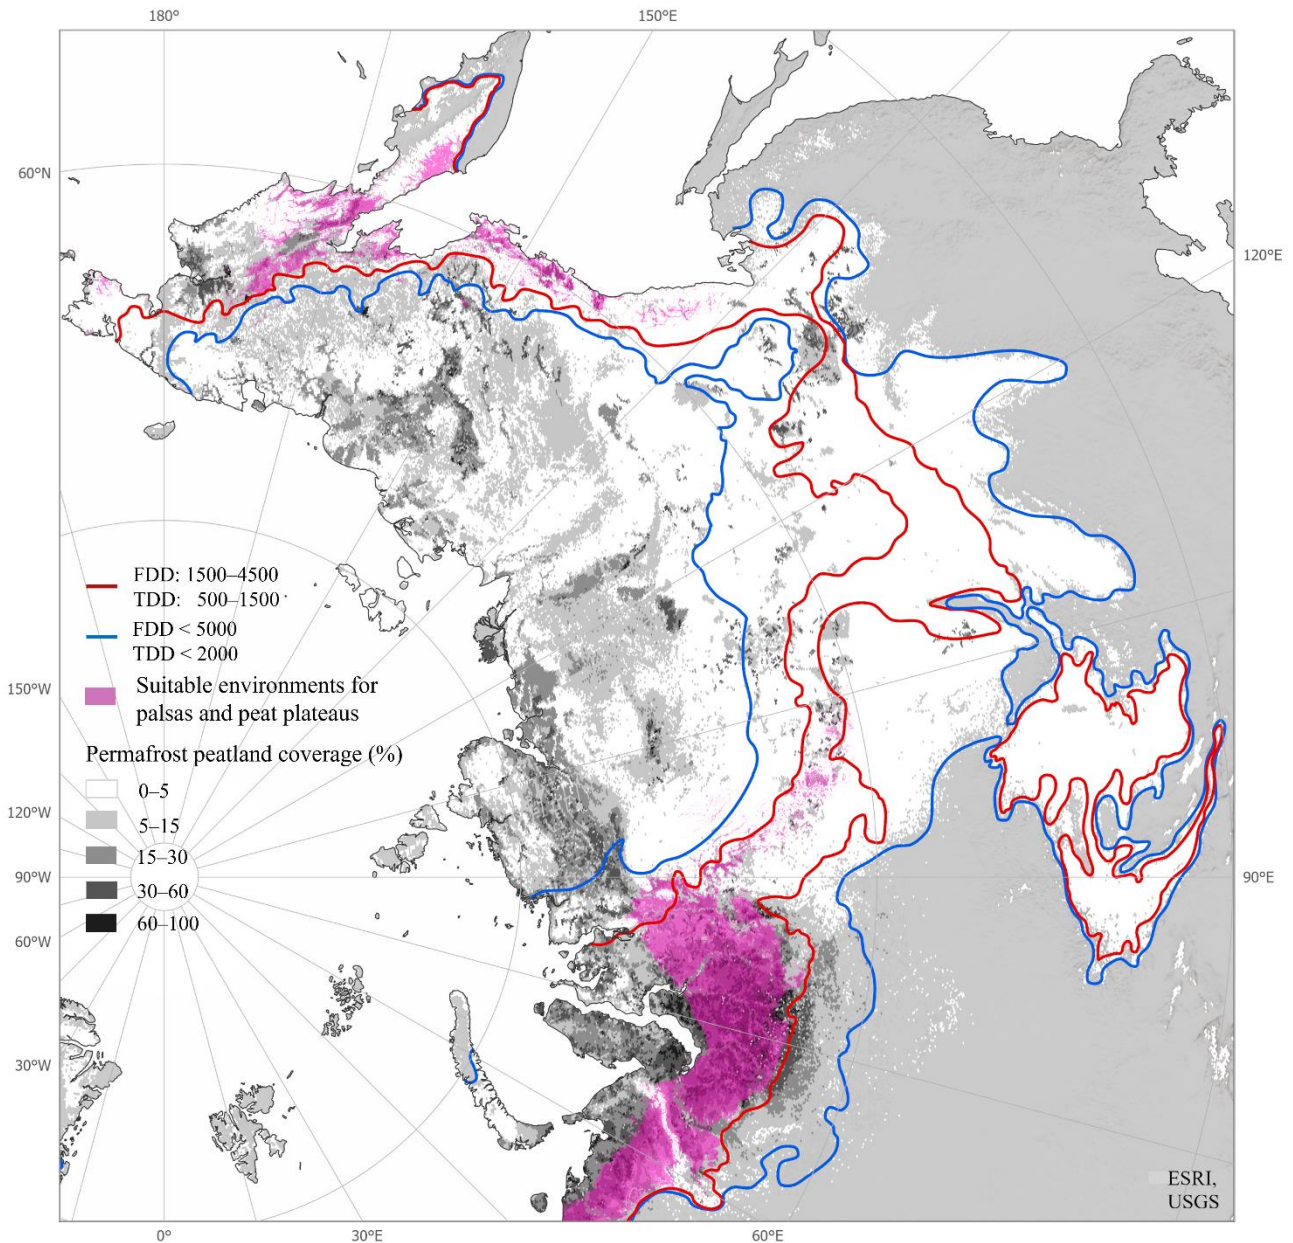 180°
150°E
60°N
120°E
FDD: 1500–4500
TDD: 500–1500
FDD < 5000
TDD < 2000
150°W
Suitable environments for
palsas and peat plateaus
Permafrost peatland coverage (%)
0–5
120°W
5–15
15–30
90°W
90°E
30–60
60–100
60°W
30°W
ESRI,
USGS
0°
30°E
60°E